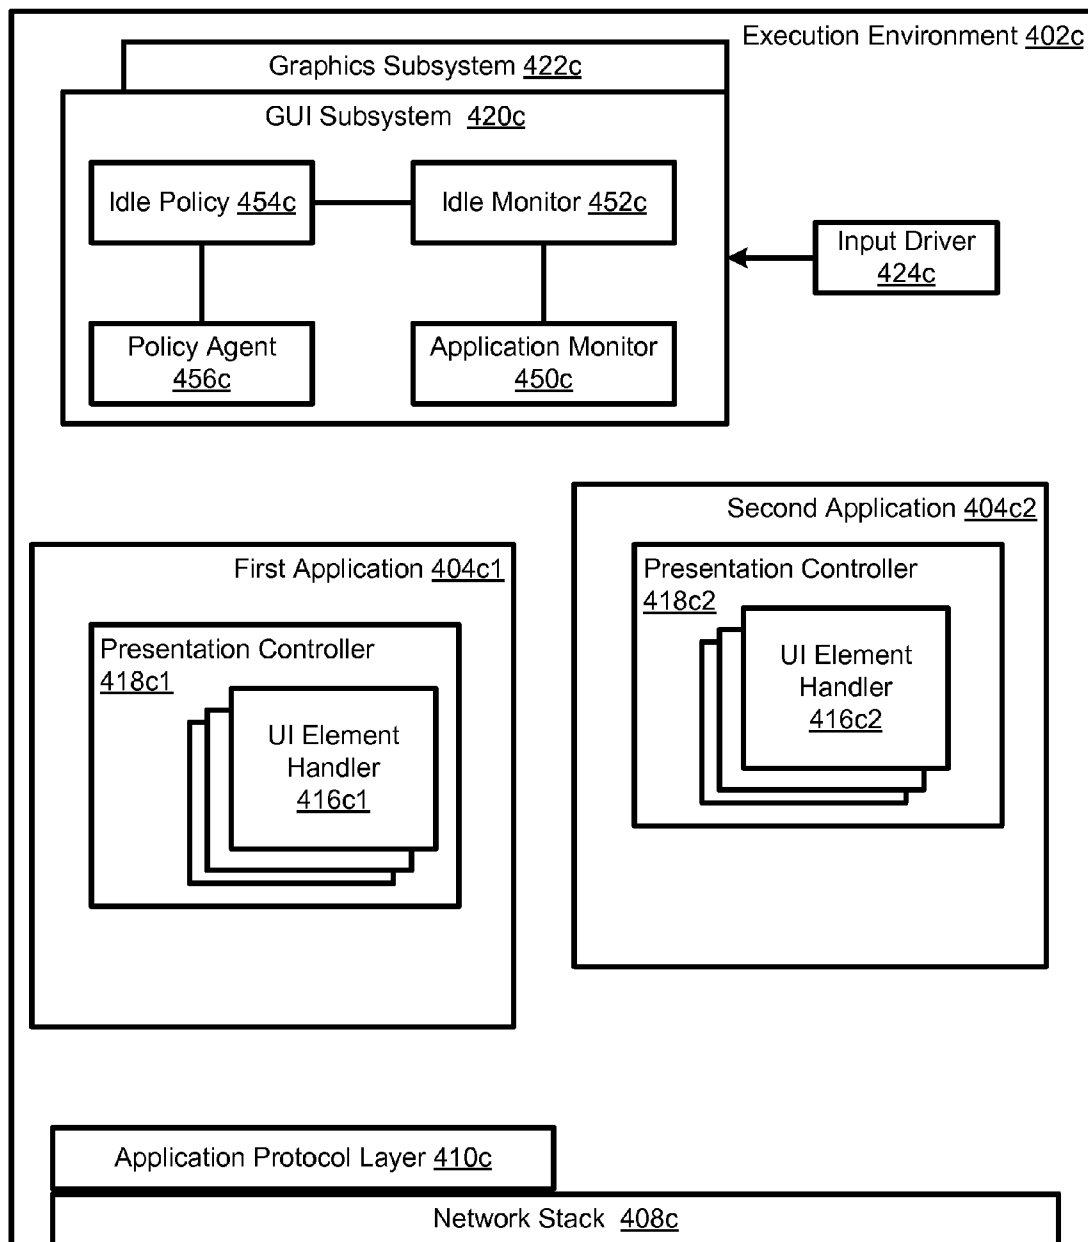 Execution Environment 402c
Graphics Subsystem 422c
GUI Subsystem 420c
Idle Policy 454c
Idle Monitor 452c
Input Driver
424c
Policy Agent
456c
Application Monitor
450c
Second Application 404c2
Presentation Controller
418c2
UI Element
Handler
416c2
First Application 404c1
Presentation Controller
418c1
UI Element
Handler
416c1
Application Protocol Layer 410c
Network Stack 408c